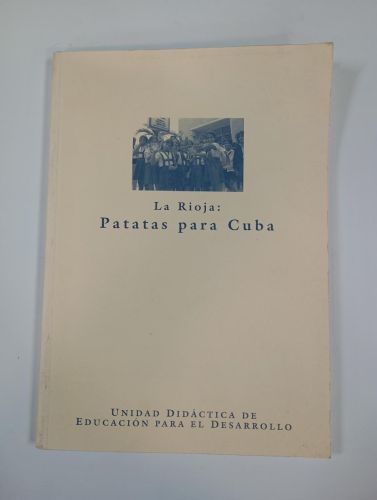 La Rioja:
Patatas para Cuba
Unidad Didáctica de
Educación para el Desarrollo